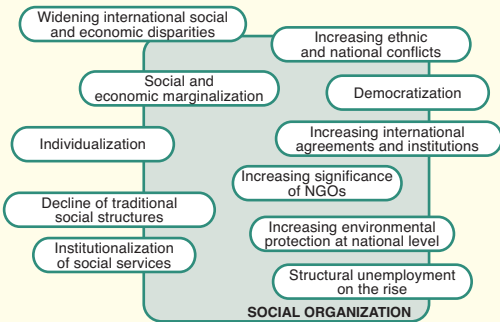 Widening international social
and economic disparities
Increasing ethnic
and national conflicts
Social and
economic marginalization
Democratization
Individualization
Increasing international
agreements and institutions
Increasing significance
of NGOs
Decline of traditional
social structures
Increasing environmental
protection at national level
Institutionalization
of social services
Structural unemployment
on the rise
SOCIAL ORGANIZATION